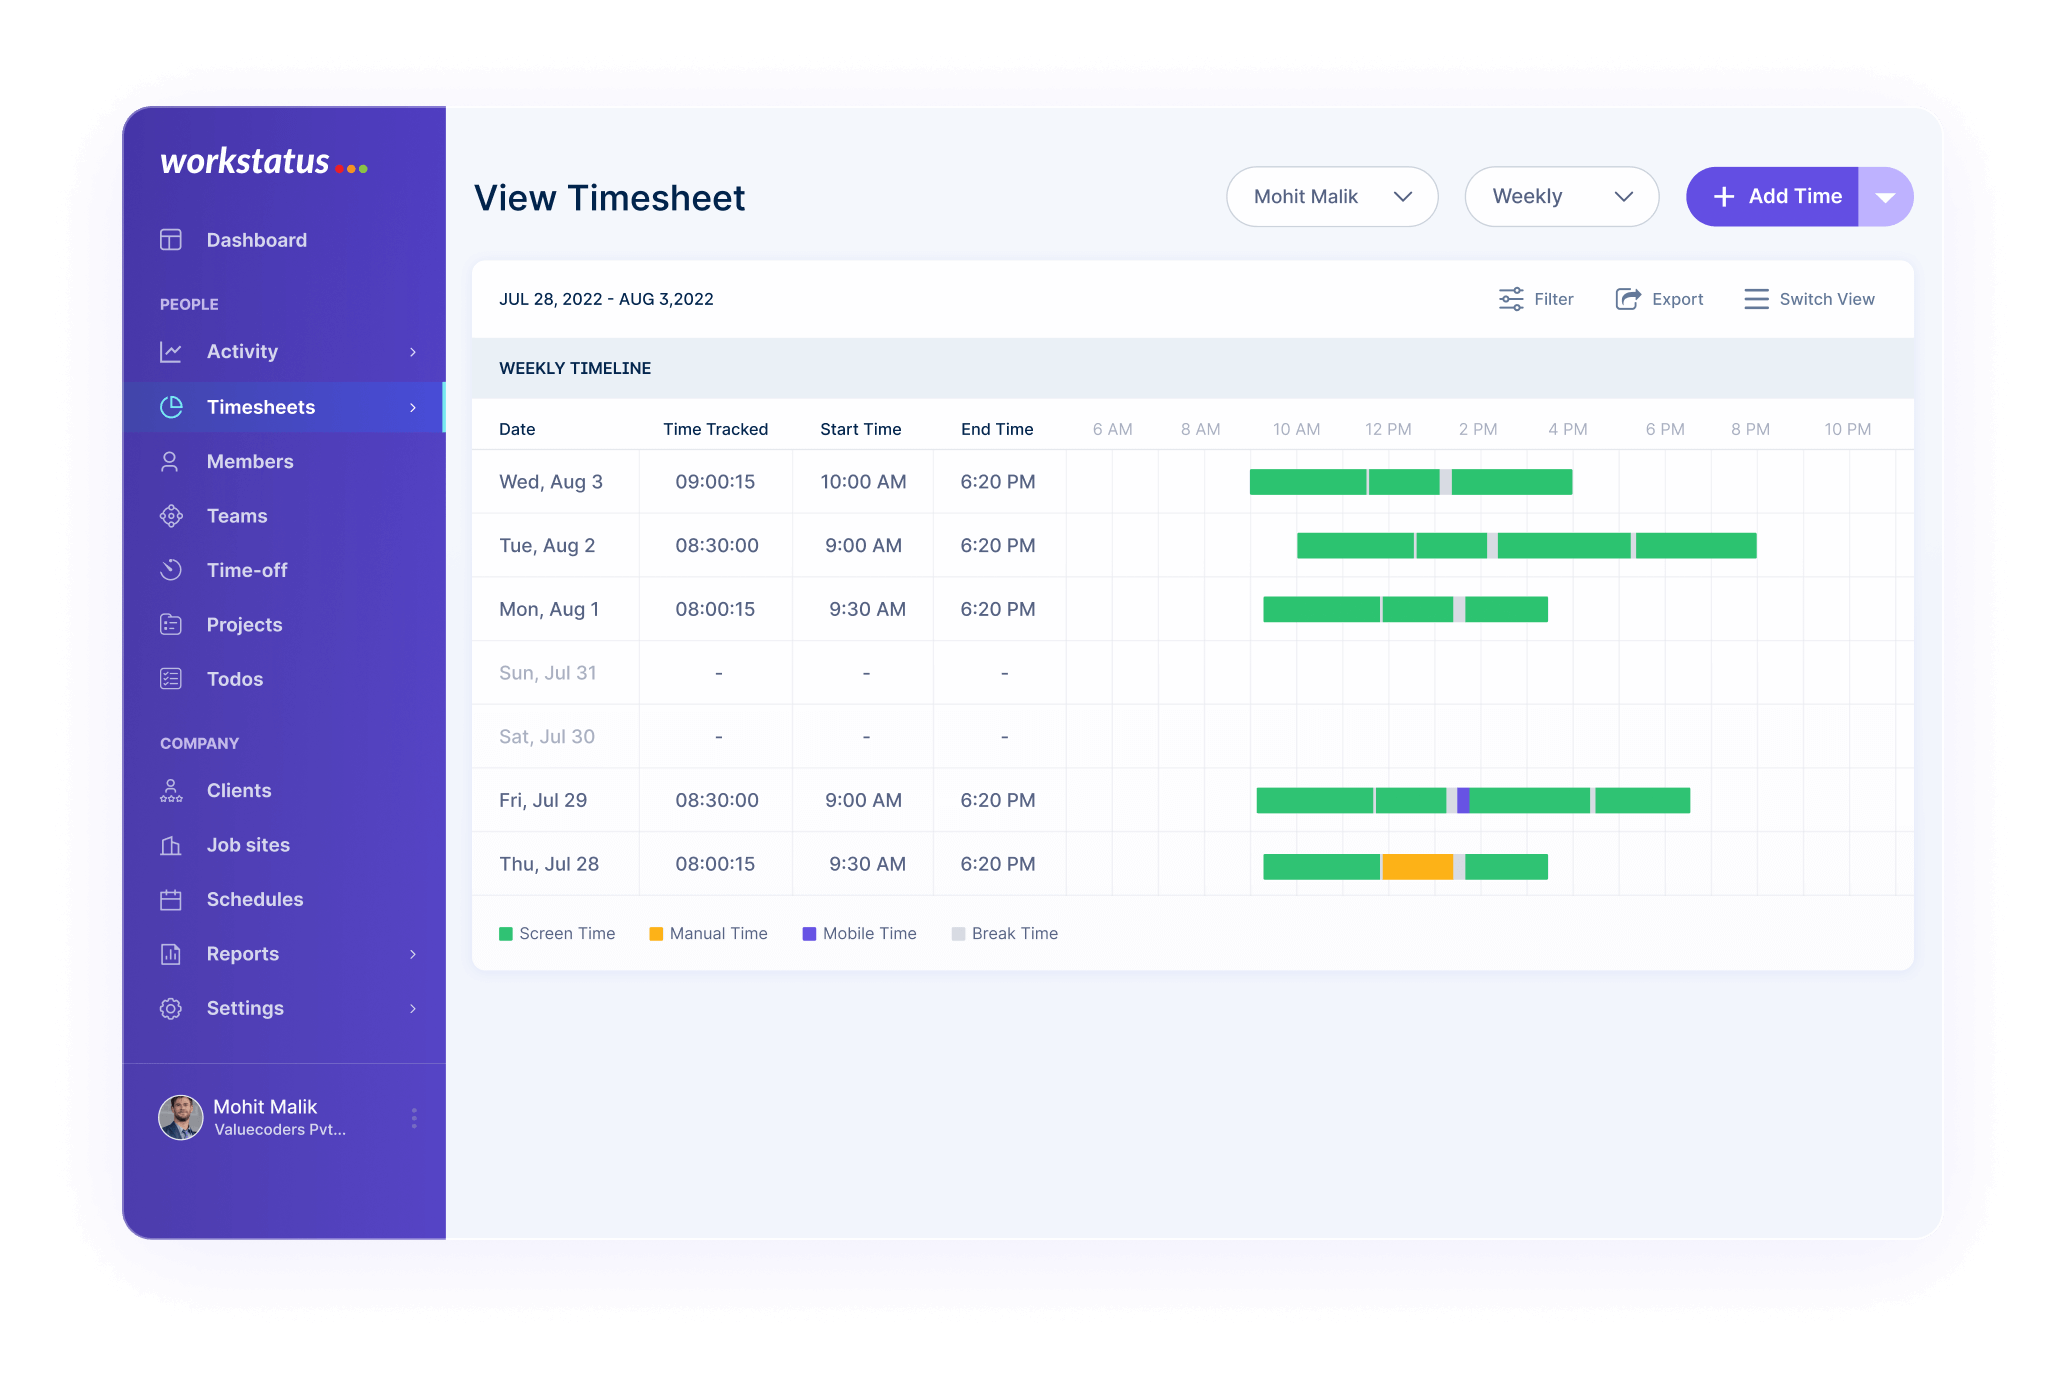 workstatus
Dashboard
PEOPLE
Activity
Timesheets
Members
Teams
Time-off
Projects
Todos
COMPANY
Clients
Job sites
Schedules
Reports
Settings
Mohit Malik
Valuecoders Pvt...
View Timesheet
Mohit Malik
Weekly
Add Time
JUL 28, 2022 - AUG 3,2022
Filter
Export
Switch View
WEEKLY TIMELINE
Date Time Tracked Start Time End Time 6 AM 8 AM 10 AM 12 PM 2 PM 4 PM 6 PM 8 PM 10 PM
Wed, Aug 3 09:00:15 10:00 AM 6:20 PM
Tue, Aug 2 08:30:00 9:00 AM 6:20 PM
Mon, Aug 1 08:00:15 9:30 AM 6:20 PM
Sun, Jul 31 - - -
Sat, Jul 30 - - -
Fri, Jul 29 08:30:00 9:00 AM 6:20 PM
Thu, Jul 28 08:00:15 9:30 AM 6:20 PM
Screen Time Manual Time Mobile Time Break Time